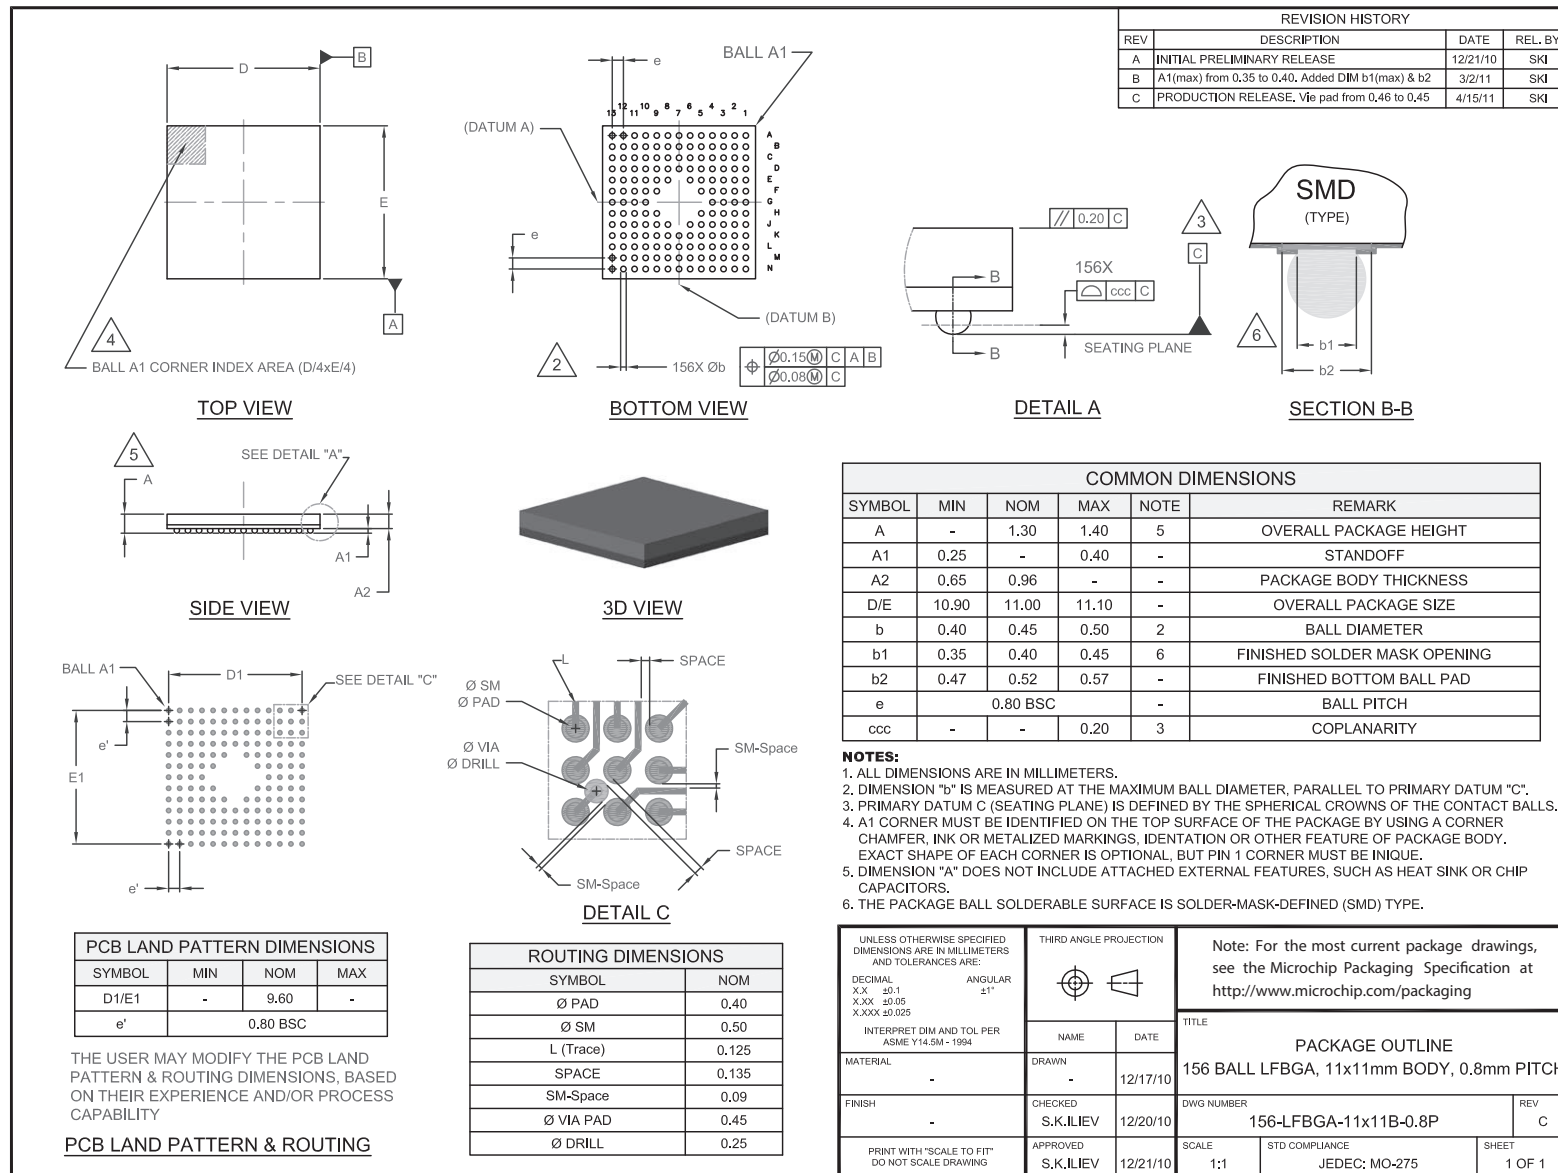 REVISION HISTORY
REV DESCRIPTION DATE REL. BY
A INITIAL PRELIMINARY RELEASE 12/21/10 SKI
B A1(max) from 0.35 to 0.40. Added DIM b1(max) & b2 3/2/11 SKI
C PRODUCTION RELEASE. Vie pad from 0.46 to 0.45 4/15/11 SKI
D
B
E
A
4
BALL A1 CORNER INDEX AREA (D/4xE/4)
TOP VIEW
e
BALL A1
(DATUM A)
13 12 11 10 9 8 7 6 5 4 3 2 1
A
B
C
D
E
F
G
H
J
K
L
M
N
e
(DATUM B)
2
156X Øb
Ø0.15Ⓜ C A B
Ø0.08Ⓜ C
BOTTOM VIEW
// 0.20 C
3
C
156X
ccc C
B
B
SEATING PLANE
DETAIL A
SMD
(TYPE)
6
b1
b2
SECTION B-B
5
SEE DETAIL "A"
A
A1
A2
SIDE VIEW
3D VIEW
COMMON DIMENSIONS
SYMBOL MIN NOM MAX NOTE REMARK
A - 1.30 1.40 5 OVERALL PACKAGE HEIGHT
A1 0.25 - 0.40 - STANDOFF
A2 0.65 0.96 - - PACKAGE BODY THICKNESS
D/E 10.90 11.00 11.10 - OVERALL PACKAGE SIZE
b 0.40 0.45 0.50 2 BALL DIAMETER
b1 0.35 0.40 0.45 6 FINISHED SOLDER MASK OPENING
b2 0.47 0.52 0.57 - FINISHED BOTTOM BALL PAD
e 0.80 BSC - BALL PITCH
ccc - - 0.20 3 COPLANARITY
NOTES:
1. ALL DIMENSIONS ARE IN MILLIMETERS.
2. DIMENSION "b" IS MEASURED AT THE MAXIMUM BALL DIAMETER, PARALLEL TO PRIMARY DATUM "C".
3. PRIMARY DATUM C (SEATING PLANE) IS DEFINED BY THE SPHERICAL CROWNS OF THE CONTACT BALLS.
4. A1 CORNER MUST BE IDENTIFIED ON THE TOP SURFACE OF THE PACKAGE BY USING A CORNER
CHAMFER, INK OR METALIZED MARKINGS, IDENTATION OR OTHER FEATURE OF PACKAGE BODY.
EXACT SHAPE OF EACH CORNER IS OPTIONAL, BUT PIN 1 CORNER MUST BE INIQUE.
5. DIMENSION "A" DOES NOT INCLUDE ATTACHED EXTERNAL FEATURES, SUCH AS HEAT SINK OR CHIP
CAPACITORS.
6. THE PACKAGE BALL SOLDERABLE SURFACE IS SOLDER-MASK-DEFINED (SMD) TYPE.
BALL A1
D1
SEE DETAIL "C"
e'
E1
e'
L
SPACE
Ø SM
Ø PAD
Ø VIA
Ø DRILL
SM-Space
SPACE
SM-Space
DETAIL C
PCB LAND PATTERN DIMENSIONS
SYMBOL MIN NOM MAX
D1/E1 - 9.60 -
e' 0.80 BSC
THE USER MAY MODIFY THE PCB LAND
PATTERN & ROUTING DIMENSIONS, BASED
ON THEIR EXPERIENCE AND/OR PROCESS
CAPABILITY
PCB LAND PATTERN & ROUTING
ROUTING DIMENSIONS
SYMBOL NOM
Ø PAD 0.40
Ø SM 0.50
L (Trace) 0.125
SPACE 0.135
SM-Space 0.09
Ø VIA PAD 0.45
Ø DRILL 0.25
UNLESS OTHERWISE SPECIFIED
DIMENSIONS ARE IN MILLIMETERS
AND TOLERANCES ARE:
DECIMAL ANGULAR
X.X ±0.1 ±1°
X.XX ±0.05
X.XXX ±0.025
INTERPRET DIM AND TOL PER
ASME Y14.5M - 1994
MATERIAL
-
FINISH
-
PRINT WITH "SCALE TO FIT"
DO NOT SCALE DRAWING
THIRD ANGLE PROJECTION
NAME DATE
DRAWN
- 12/17/10
CHECKED
S.K.ILIEV 12/20/10
APPROVED
S.K.ILIEV 12/21/10
Note: For the most current package drawings,
see the Microchip Packaging Specification at
http://www.microchip.com/packaging
TITLE
PACKAGE OUTLINE
156 BALL LFBGA, 11x11mm BODY, 0.8mm PITCH
DWG NUMBER REV
156-LFBGA-11x11B-0.8P C
SCALE STD COMPLIANCE SHEET
1:1 JEDEC: MO-275 1 OF 1